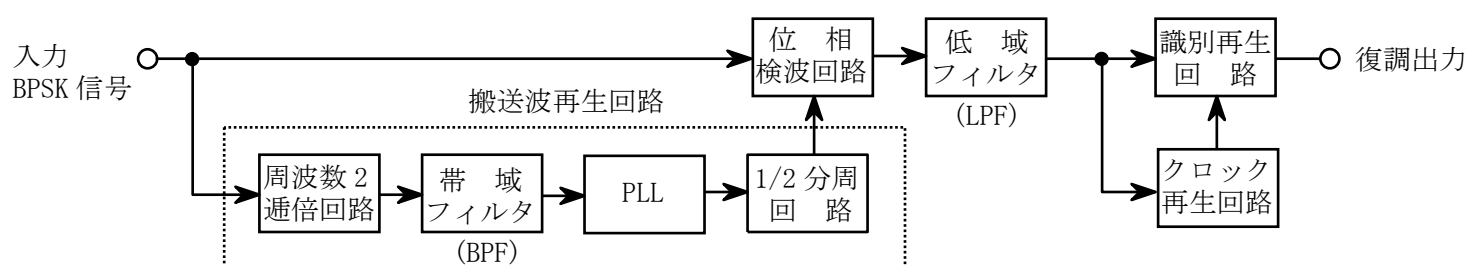 入力
BPSK 信号
位 相
検波回路
低 域
フィルタ
(LPF)
識別再生
回 路
復調出力
搬送波再生回路
周波数 2
逓倍回路
帯 域
フィルタ
(BPF)
PLL
1/2 分周
回 路
クロック
再生回路